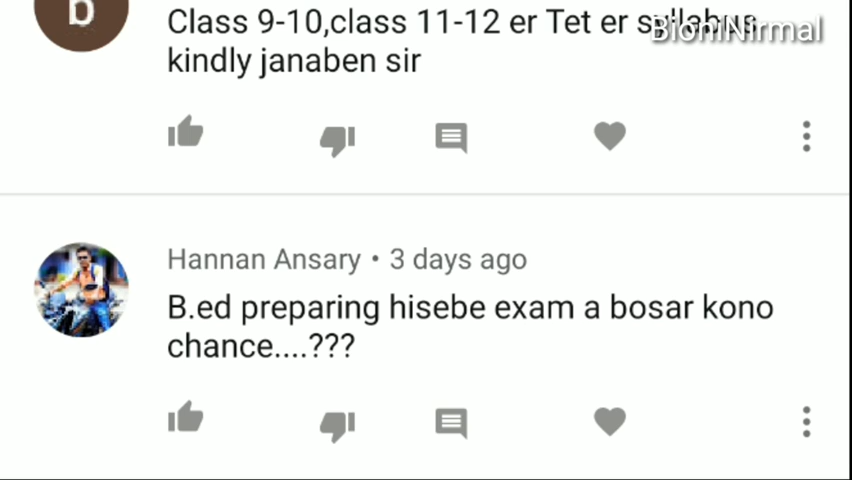 b
Class 9-10,class 11-12 er Tet er syllabus
BioniNirmal
kindly janaben sir
Hannan Ansary • 3 days ago
B.ed preparing hisebe exam a bosar kono
chance....???